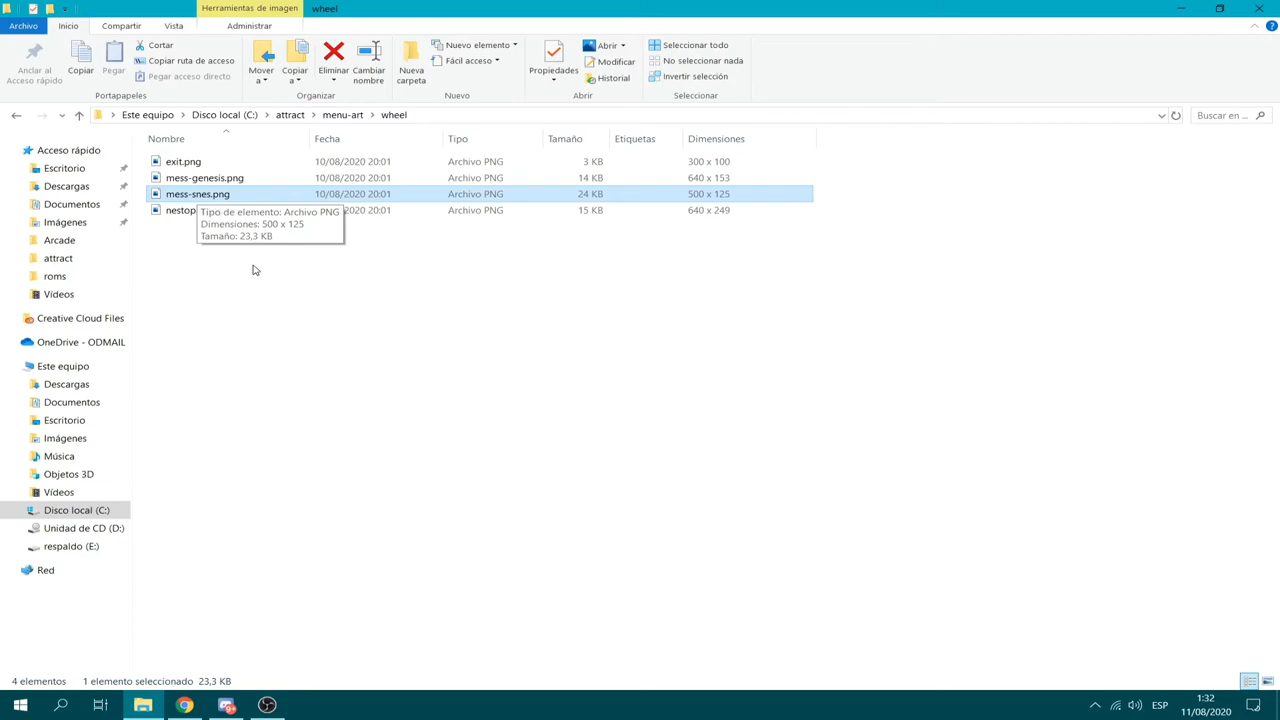 Herramientas de imagen
wheel
Archivo
Inicio
Compartir
Vista
Administrar
Anclar al
Acceso rápido
Copiar
Pegar
Cortar
Copiar ruta de acceso
Pegar acceso directo
Portapapeles
Mover
a
Copiar
a
Eliminar
Cambiar
nombre
Organizar
Nueva
carpeta
Nuevo elemento
Fácil acceso
Nuevo
Propiedades
Abrir
Modificar
Historial
Abrir
Seleccionar todo
No seleccionar nada
Invertir selección
Seleccionar
Este equipo > Disco local (C:) > attract > menu-art > wheel
Buscar en ...
Nombre Fecha Tipo Tamaño Etiquetas Dimensiones
exit.png 10/08/2020 20:01 Archivo PNG 3 KB 300 x 100
mess-genesis.png 10/08/2020 20:01 Archivo PNG 14 KB 640 x 153
mess-snes.png 10/08/2020 20:01 Archivo PNG 24 KB 500 x 125
nestop 20:01 Archivo PNG 15 KB 640 x 249
Tipo de elemento: Archivo PNG
Dimensiones: 500 x 125
Tamaño: 23,3 KB
Acceso rápido
Escritorio
Descargas
Documentos
Imágenes
Arcade
attract
roms
Vídeos
Creative Cloud Files
OneDrive - ODMAIL
Este equipo
Descargas
Documentos
Escritorio
Imágenes
Música
Objetos 3D
Vídeos
Disco local (C:)
Unidad de CD (D:)
respaldo (E:)
Red
4 elementos 1 elemento seleccionado 23,3 KB
ESP
1:32
11/08/2020